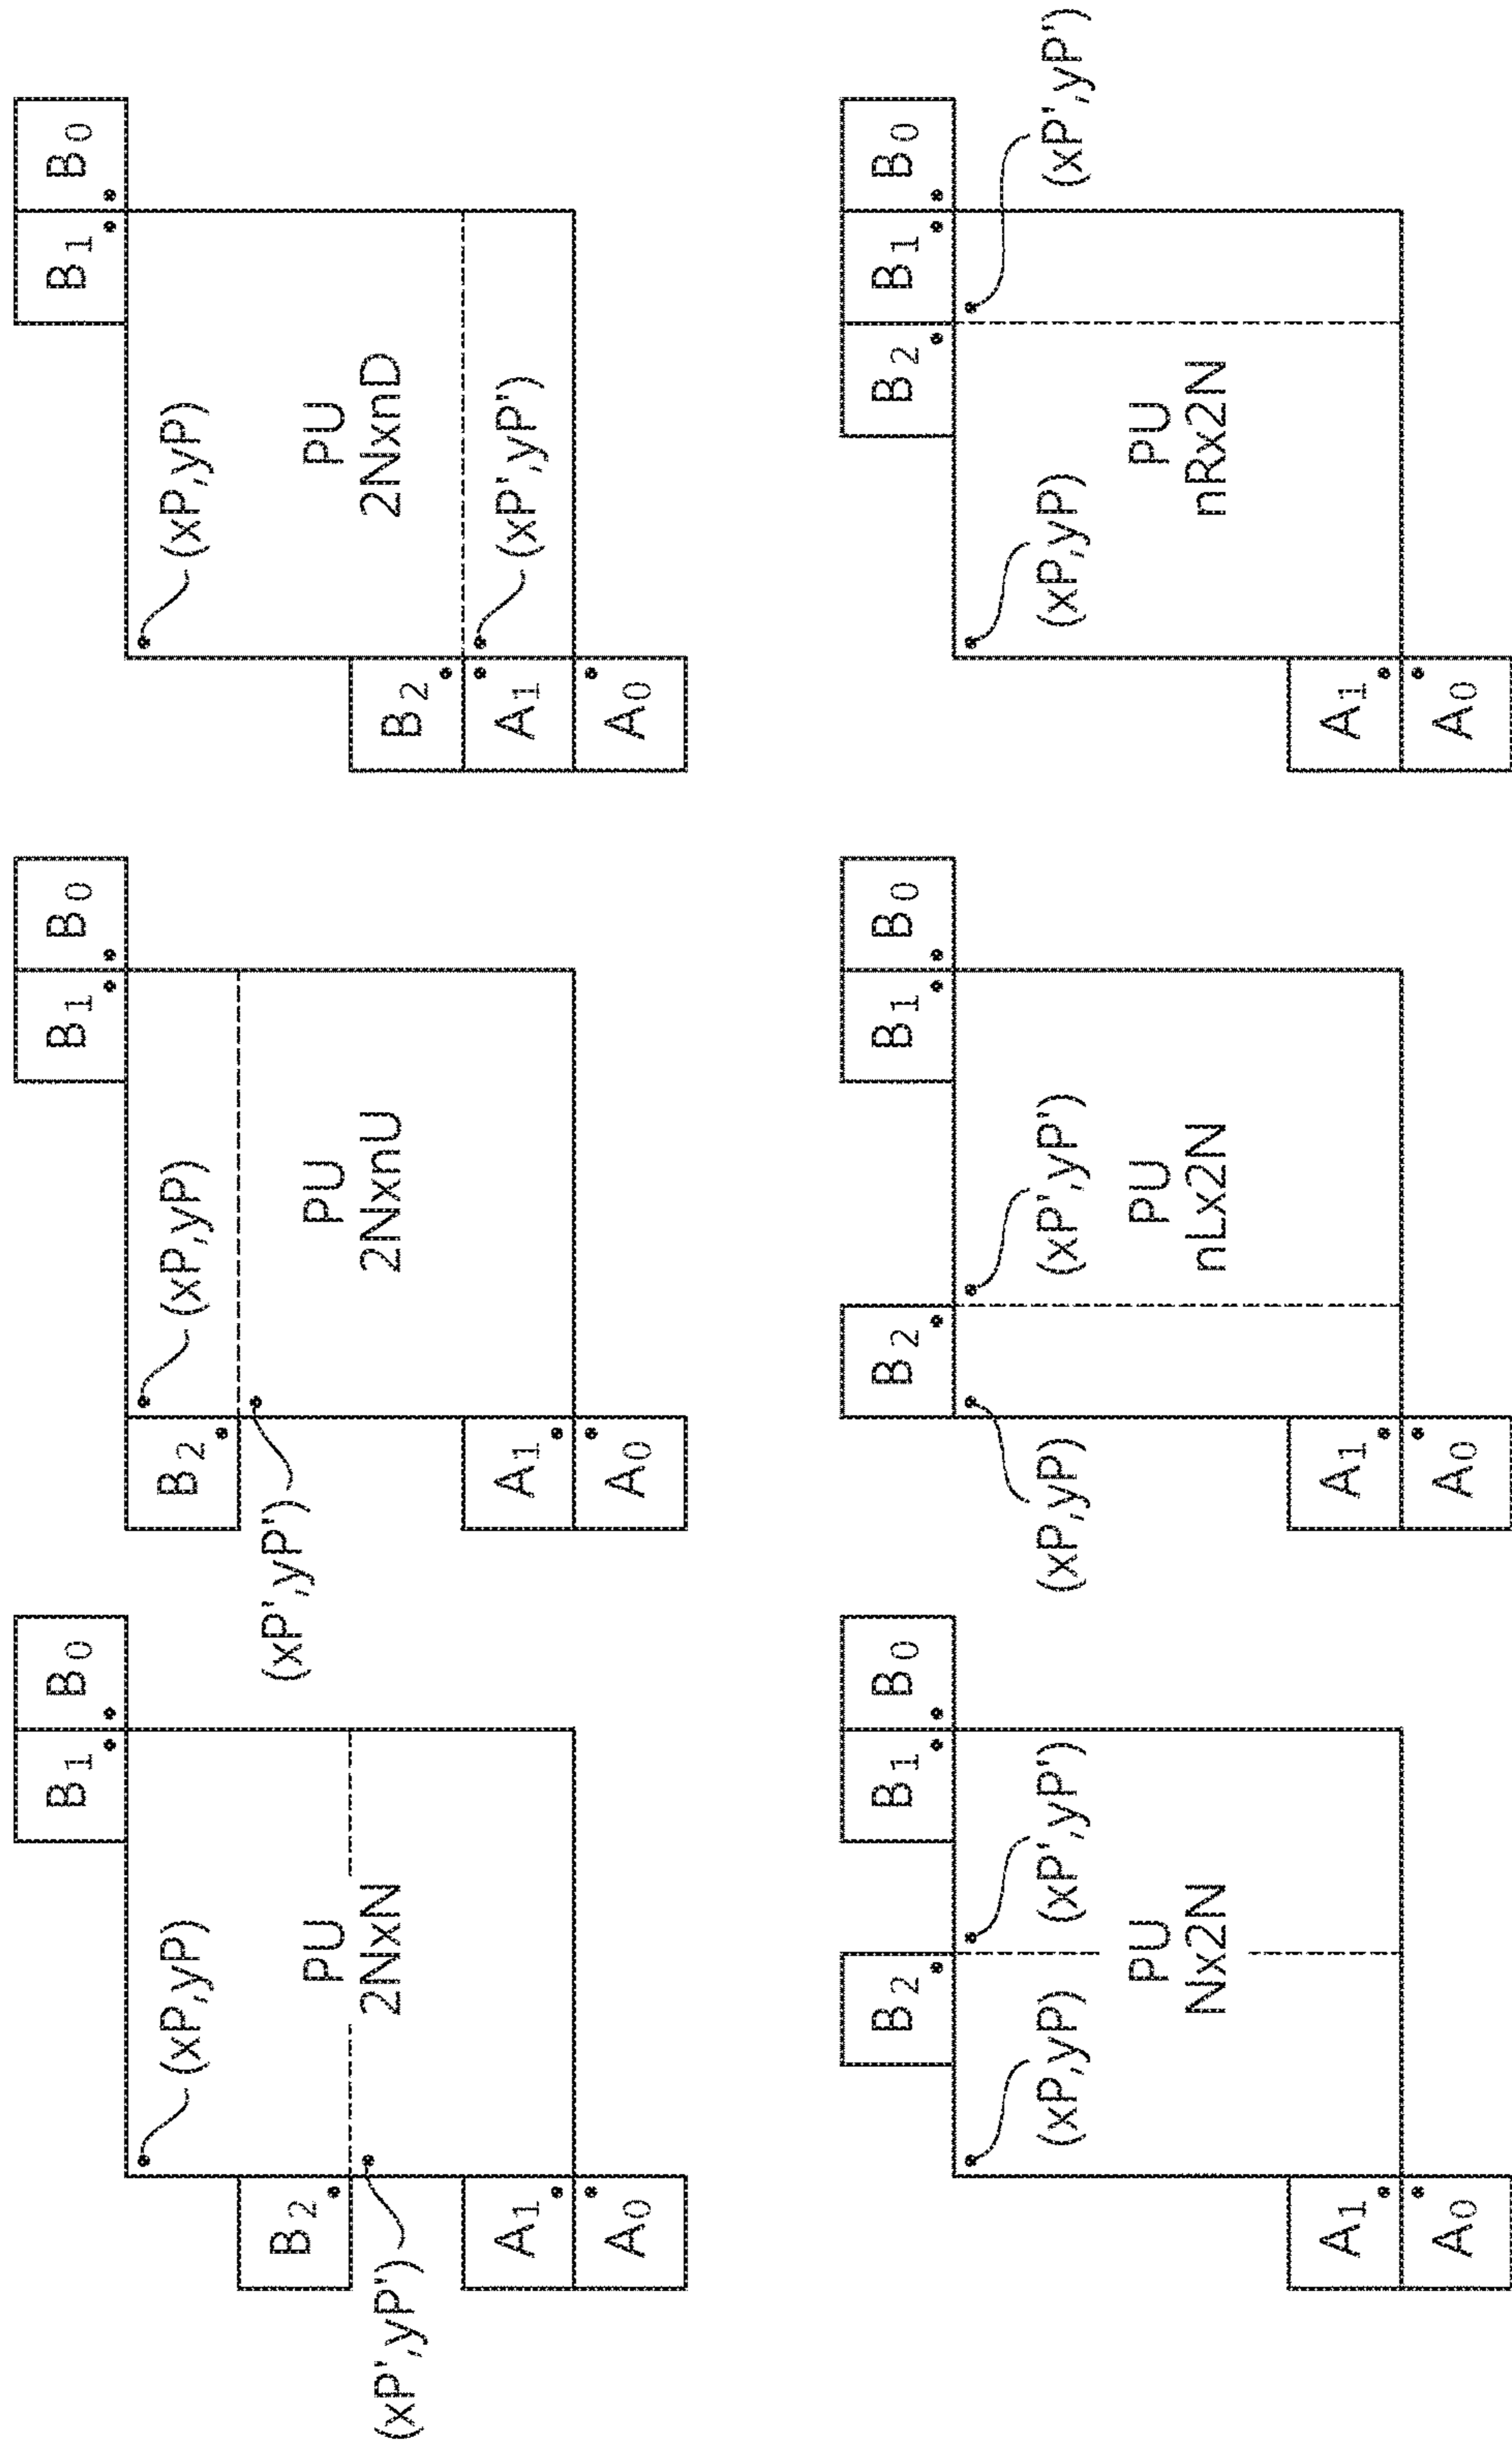 B₁
B₀
(xP,yP)
B₂
PU
2NxN
(xP',yP')
A₁
A₀
B₁
B₀
(xP,yP)
B₂
(xP',yP')
PU
2NxnU
A₁
A₀
B₁
B₀
(xP,yP)
PU
2NxnD
B₂
A₁
(xP',yP')
A₀
B₂
B₁
B₀
(xP,yP)
(xP',yP')
PU
Nx2N
A₁
A₀
B₂
B₁
B₀
(xP,yP)
(xP',yP')
PU
nLx2N
A₁
A₀
B₂
B₁
B₀
(xP,yP)
(xP',yP')
PU
nRx2N
A₁
A₀